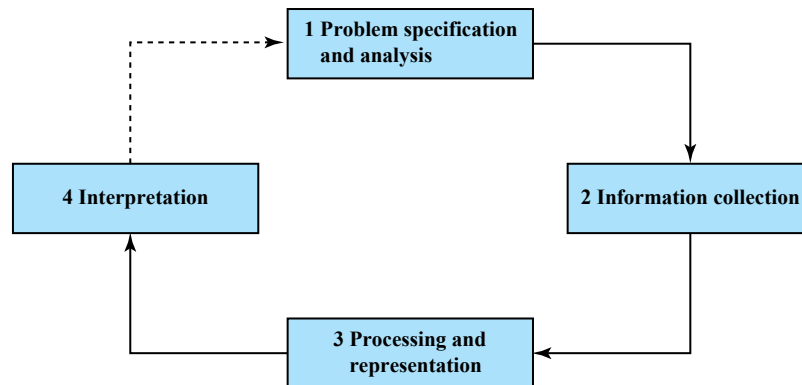 1 Problem specification
and analysis
4 Interpretation
2 Information collection
3 Processing and
representation